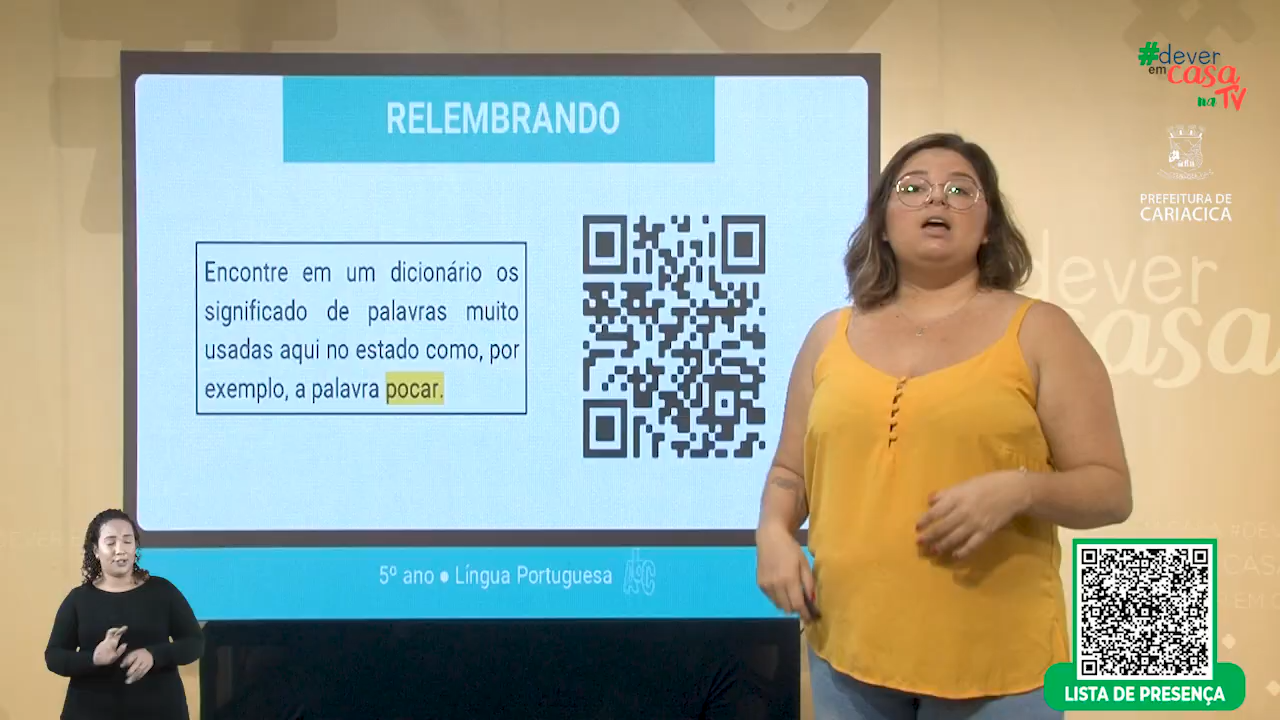 RELEMBRANDO
Encontre em um dicionário os
significado de palavras muito
usadas aqui no estado como, por
exemplo, a palavra pocar.
5º ano • Língua Portuguesa
#dever
em casa
na TV
PREFEITURA DE
CARIACICA
dever
casa
LISTA DE PRESENÇA